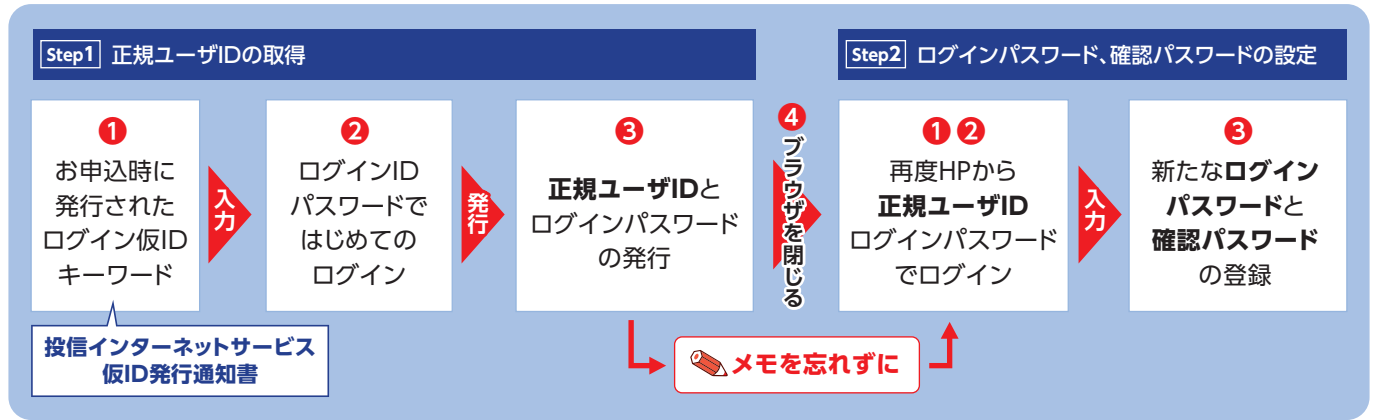 Step1 正規ユーザIDの取得
❶
お申込時に
発行された
ログイン仮ID
キーワード
投信インターネットサービス
仮ID発行通知書
入力
❷
ログインID
パスワードで
はじめての
ログイン
発行
❸
正規ユーザIDと
ログインパスワード
の発行
メモを忘れずに
❹ブラウザを閉じる
Step2 ログインパスワード、確認パスワードの設定
❶❷
再度HPから
正規ユーザID
ログインパスワード
でログイン
入力
❸
新たなログイン
パスワードと
確認パスワード
の登録